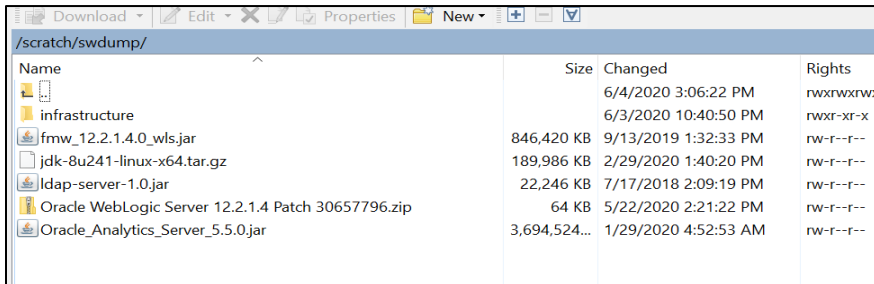 Download Edit Properties New
/scratch/swdump/
Name Size Changed Rights
.. 6/4/2020 3:06:22 PM rwxrwxrwx
infrastructure 6/3/2020 10:40:50 PM rwxr-xr-x
fmw_12.2.1.4.0_wls.jar 846,420 KB 9/13/2019 1:32:33 PM rw-r--r--
jdk-8u241-linux-x64.tar.gz 189,986 KB 2/29/2020 1:40:20 PM rw-r--r--
ldap-server-1.0.jar 22,246 KB 7/17/2018 2:09:19 PM rw-r--r--
Oracle WebLogic Server 12.2.1.4 Patch 30657796.zip 64 KB 5/22/2020 2:21:22 PM rw-r--r--
Oracle_Analytics_Server_5.5.0.jar 3,694,524... 1/29/2020 4:52:53 AM rw-r--r--